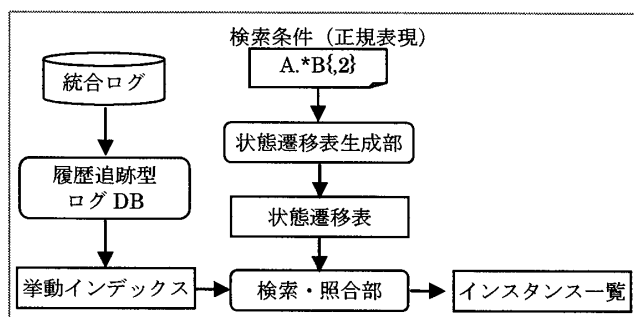 検索条件（正規表現）
A.*B{,2}
統合ログ
状態遷移表生成部
履歴追跡型
ログ DB
状態遷移表
挙動インデックス
検索・照合部
インスタンス一覧